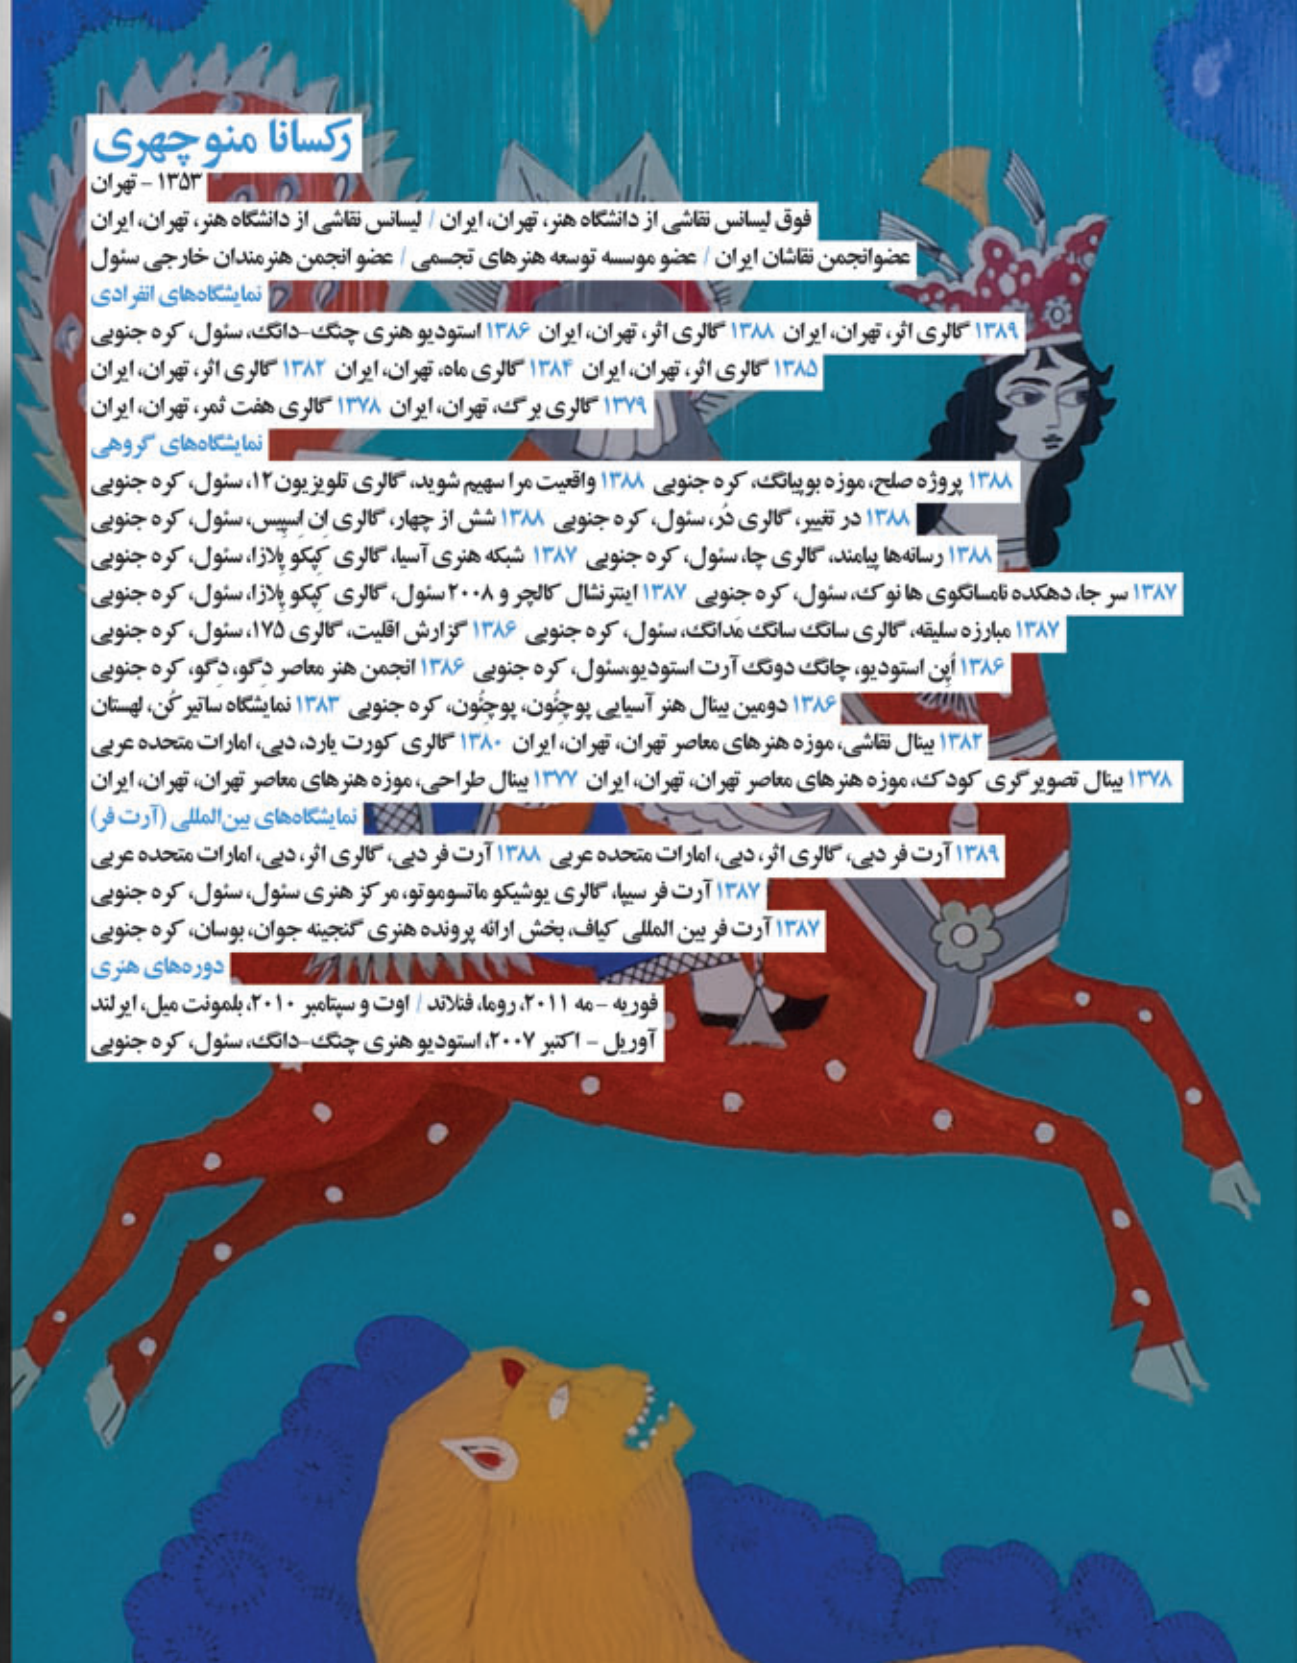 رکسانا منوچهری
۱۳۵۳ - تهران
فوق لیسانس نقاشی از دانشگاه هنر، تهران، ایران / لیسانس نقاشی از دانشگاه هنر، تهران، ایران
عضوانجمن نقاشان ایران / عضو موسسه توسعه هنرهای تجسمی / عضو انجمن هنرمندان خارجی سئول
نمایشگاه‌های انفرادی
۱۳۸۹ گالری اثر، تهران، ایران ۱۳۸۸ گالری اثر، تهران، ایران ۱۳۸۶ استودیو هنری چنگ-دانگ، سئول، کره جنوبی
۱۳۸۵ گالری اثر، تهران، ایران ۱۳۸۴ گالری ماه، تهران، ایران ۱۳۸۲ گالری اثر، تهران، ایران
۱۳۷۹ گالری برگ، تهران، ایران ۱۳۷۸ گالری هفت ثمر، تهران، ایران
نمایشگاه‌های گروهی
۱۳۸۸ پروژه صلح، موزه بوپیانگ، کره جنوبی ۱۳۸۸ واقعیت مرا سهیم شوید، گالری تلویزیون۱۲، سئول، کره جنوبی
۱۳۸۸ در تغییر، گالری دُر، سئول، کره جنوبی ۱۳۸۸ شش از چهار، گالری اِن اِسپِیس، سئول، کره جنوبی
۱۳۸۸ رسانه‌ها پیامند، گالری چا، سئول، کره جنوبی ۱۳۸۷ شبکه هنری آسیا، گالری کِپکو پِلازا، سئول، کره جنوبی
۱۳۸۷ سر جا، دهکده نامسانگوی ها نوک، سئول، کره جنوبی ۱۳۸۷ اینترنشال کالچر و ۲۰۰۸ سئول، گالری کِپکو پِلازا، سئول، کره جنوبی
۱۳۸۷ مبارزه سلیقه، گالری سانگ سانگ مَدانگ، سئول، کره جنوبی ۱۳۸۶ گزارش اقلیت، گالری ۱۷۵، سئول، کره جنوبی
۱۳۸۶ اُپن استودیو، چانگ دونگ آرت استودیو،سئول، کره جنوبی ۱۳۸۶ انجمن هنر معاصر دِگو، دِگو، کره جنوبی
۱۳۸۶ دومین بینال هنر آسیایی پوچئُون، پوچئُون، کره جنوبی ۱۳۸۳ نمایشگاه ساتیر کُن، لهستان
۱۳۸۲ بینال نقاشی، موزه هنرهای معاصر تهران، تهران، ایران ۱۳۸۰ گالری کورت یارد، دبی، امارات متحده عربی
۱۳۷۸ بینال تصویرگری کودک، موزه هنرهای معاصر تهران، تهران، ایران ۱۳۷۷ بینال طراحی، موزه هنرهای معاصر تهران، تهران، ایران
نمایشگاه‌های بین‌المللی (آرت فر)
۱۳۸۹ آرت فر دبی، گالری اثر، دبی، امارات متحده عربی ۱۳۸۸ آرت فر دبی، گالری اثر، دبی، امارات متحده عربی
۱۳۸۷ آرت فر سیپا، گالری یوشیکو ماتسوموتو، مرکز هنری سئول، سئول، کره جنوبی
۱۳۸۷ آرت فر بین المللی کیاف، بخش ارائه پرونده هنری گنجینه جوان، بوسان، کره جنوبی
دوره‌های هنری
فوریه - مه ۲۰۱۱، روما، فنلاند / اوت و سپتامبر ۲۰۱۰، بلمونت میل، ایرلند
آوریل - اکتبر ۲۰۰۷، استودیو هنری چنگ-دانگ، سئول، کره جنوبی